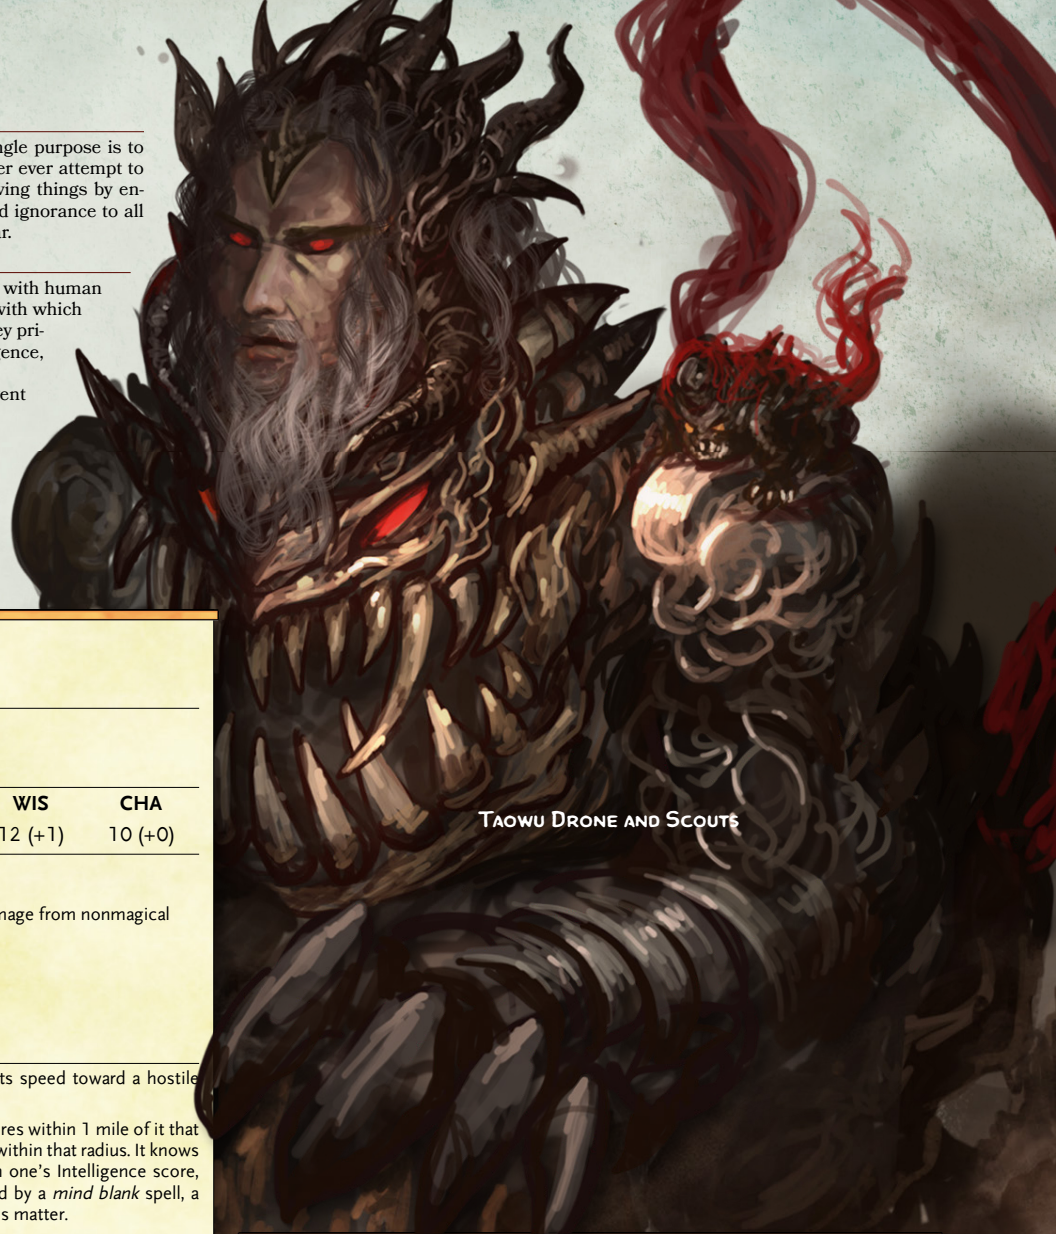 ngle purpose is to
er ever attempt to
ving things by en-
d ignorance to all
r.
with human
with which
ey pri-
gence,
ent
Taowu Drone and Scouts
WIS CHA
12 (+1) 10 (+0)
mage from nonmagical
ts speed toward a hostile
res within 1 mile of it that
within that radius. It knows
n one's Intelligence score,
d by a mind blank spell, a
s matter.